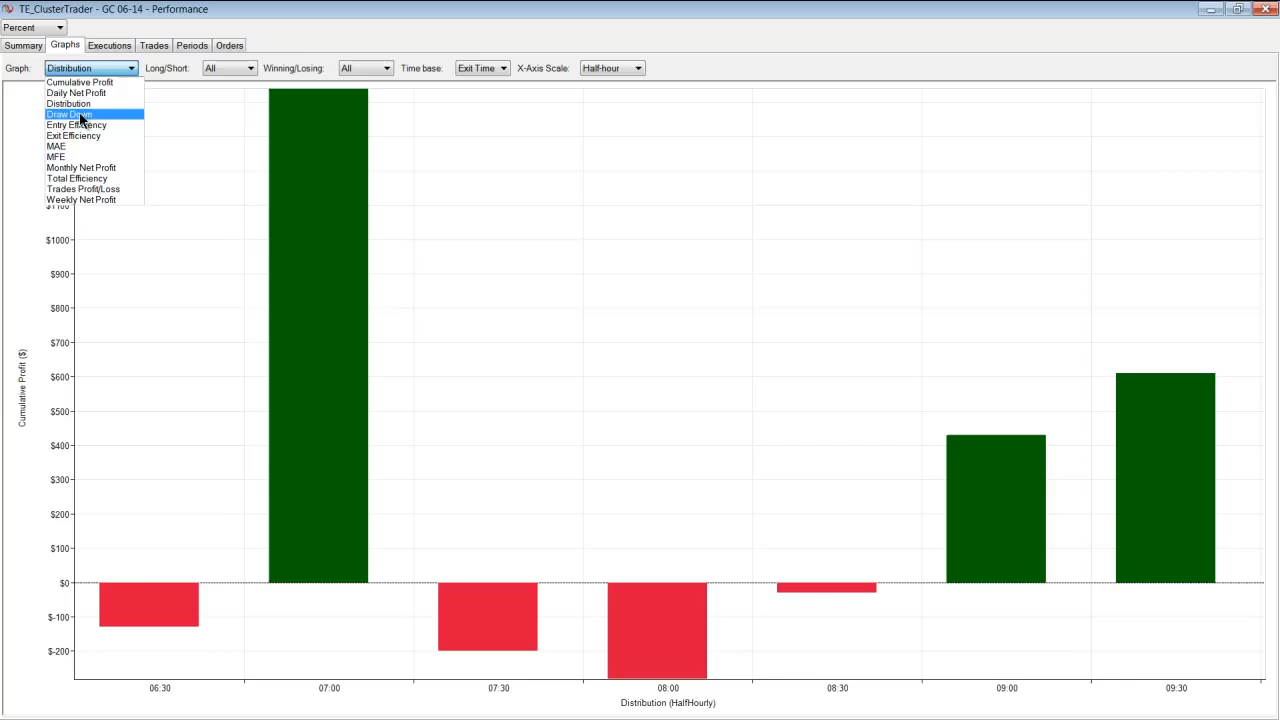 TE_ClusterTrader - GC 06-14 - Performance
Percent
Summary Graphs Executions Trades Periods Orders
Graph: Distribution Long/Short: All Winning/Losing: All Time base: Exit Time X-Axis Scale: Half-hour
Cumulative Profit
Daily Net Profit
Distribution
Draw Down
Entry Efficiency
Exit Efficiency
MAE
MFE
Monthly Net Profit
Total Efficiency
Trades Profit/Loss
Weekly Net Profit
$1100
$1000
$900
$800
$700
$600
$500
$400
$300
$200
$100
$0
$-100
$-200
Cumulative Profit ($)
06:30 07:00 07:30 08:00 08:30 09:00 09:30
Distribution (HalfHourly)